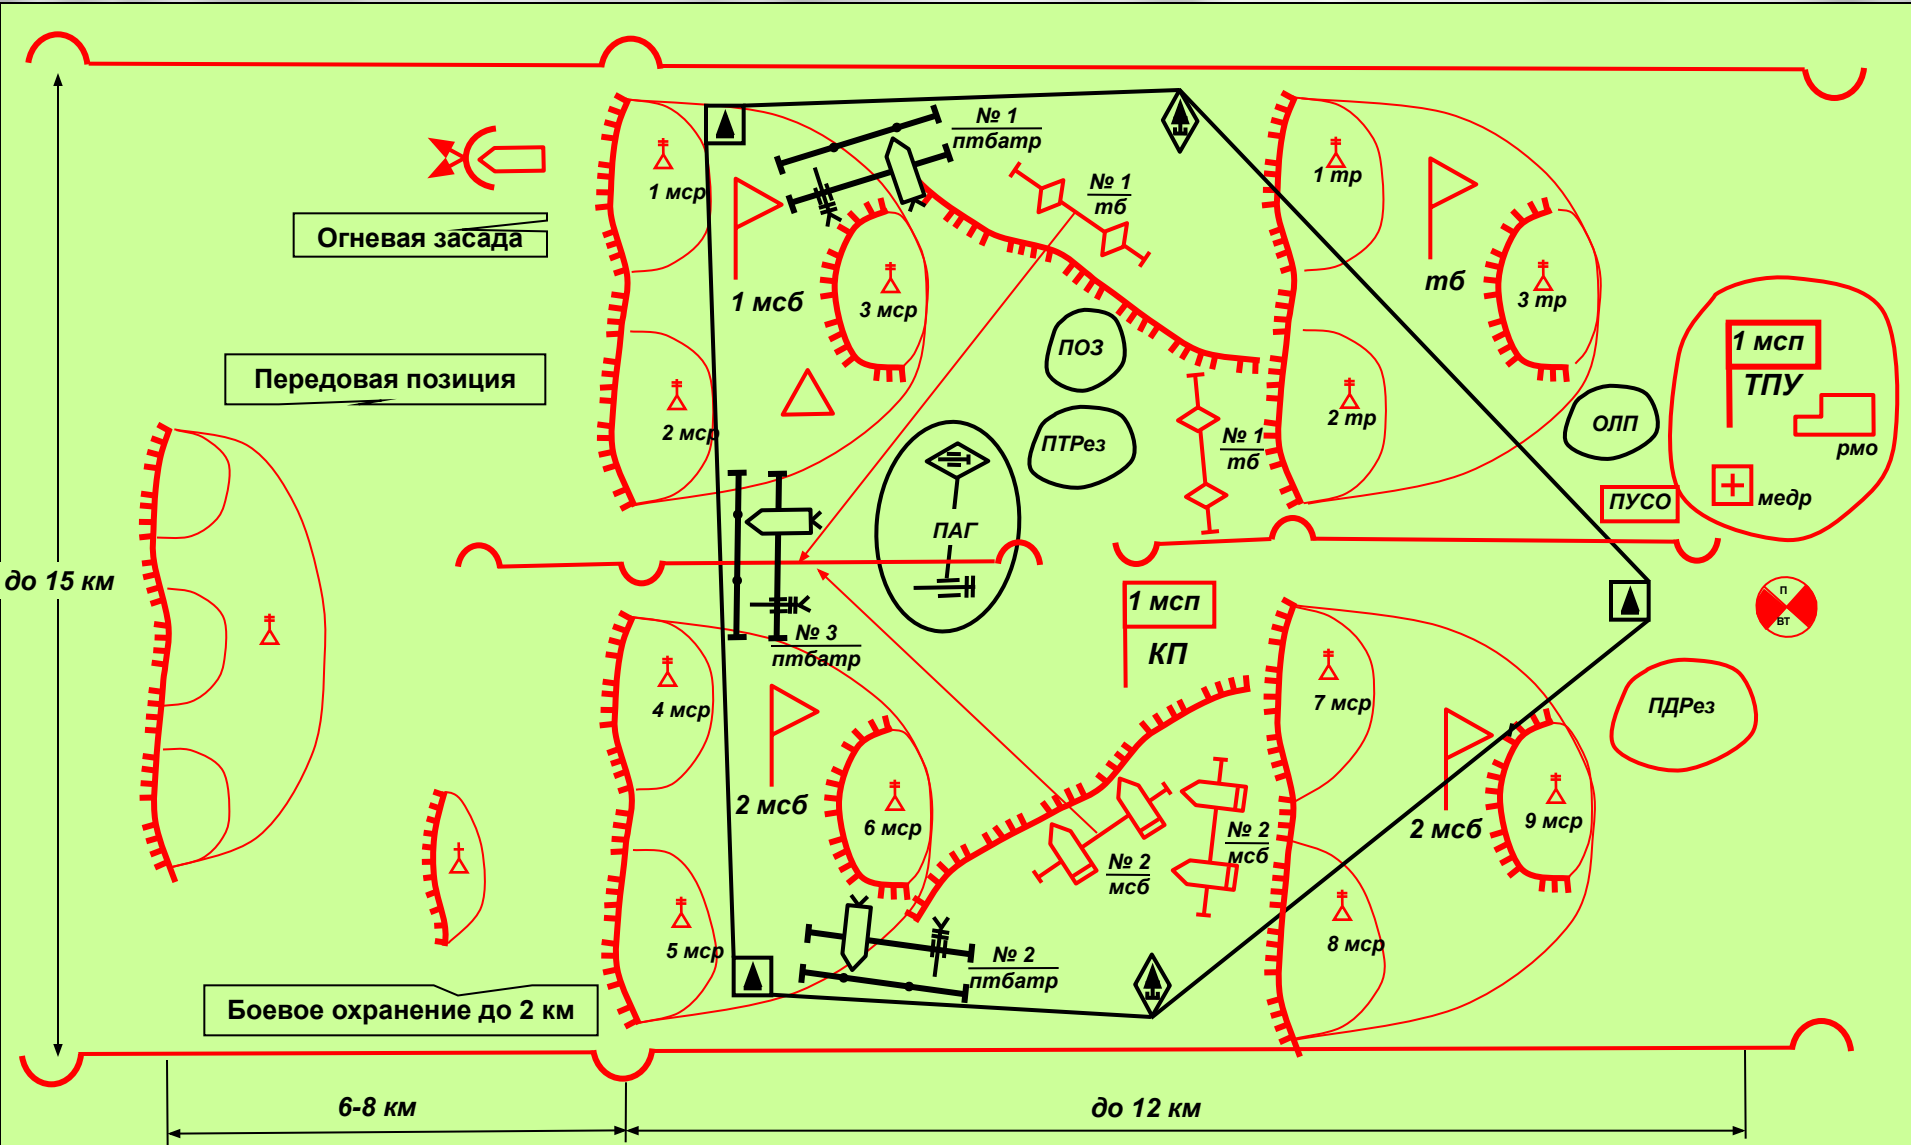 № 1
птбатр
№ 1
тб
1 мср
1 тр
Огневая засада
1 мсб
3 мср
тб
3 тр
ПОЗ
1 мсп
ТПУ
Передовая позиция
2 мср
ПТРез
№ 1
тб
2 тр
ОЛП
рмо
ПУСО
медр
ПАГ
до 15 км
1 мсп
КП
П
ВТ
№ 3
птбатр
4 мср
7 мср
ПДРез
2 мсб
6 мср
№ 2
мсб
№ 2
мсб
2 мсб
9 мср
5 мср
8 мср
№ 2
птбатр
Боевое охранение до 2 км
6-8 км
до 12 км